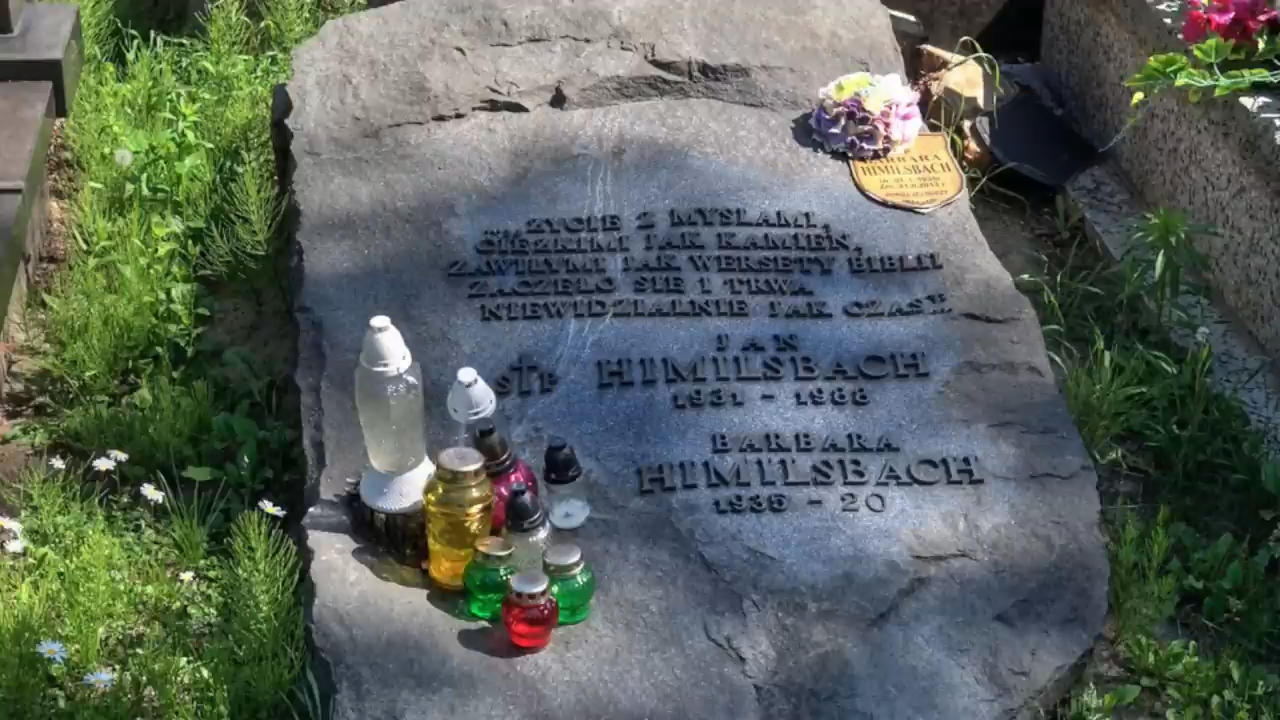 "...ŻYCIE Z MYŚLAMI,
CIĘŻKIMI JAK KAMIEŃ,
ZAWIŁYMI JAK WERSETY BIBLII
ZACZĘŁO SIĘ I TRWA
NIEWIDZIALNIE JAK CZAS"...
JAN
Ś P HIMILSBACH
1931 - 1988
BARBARA
HIMILSBACH
1935 - 20
BARBARA
HIMILSBACH